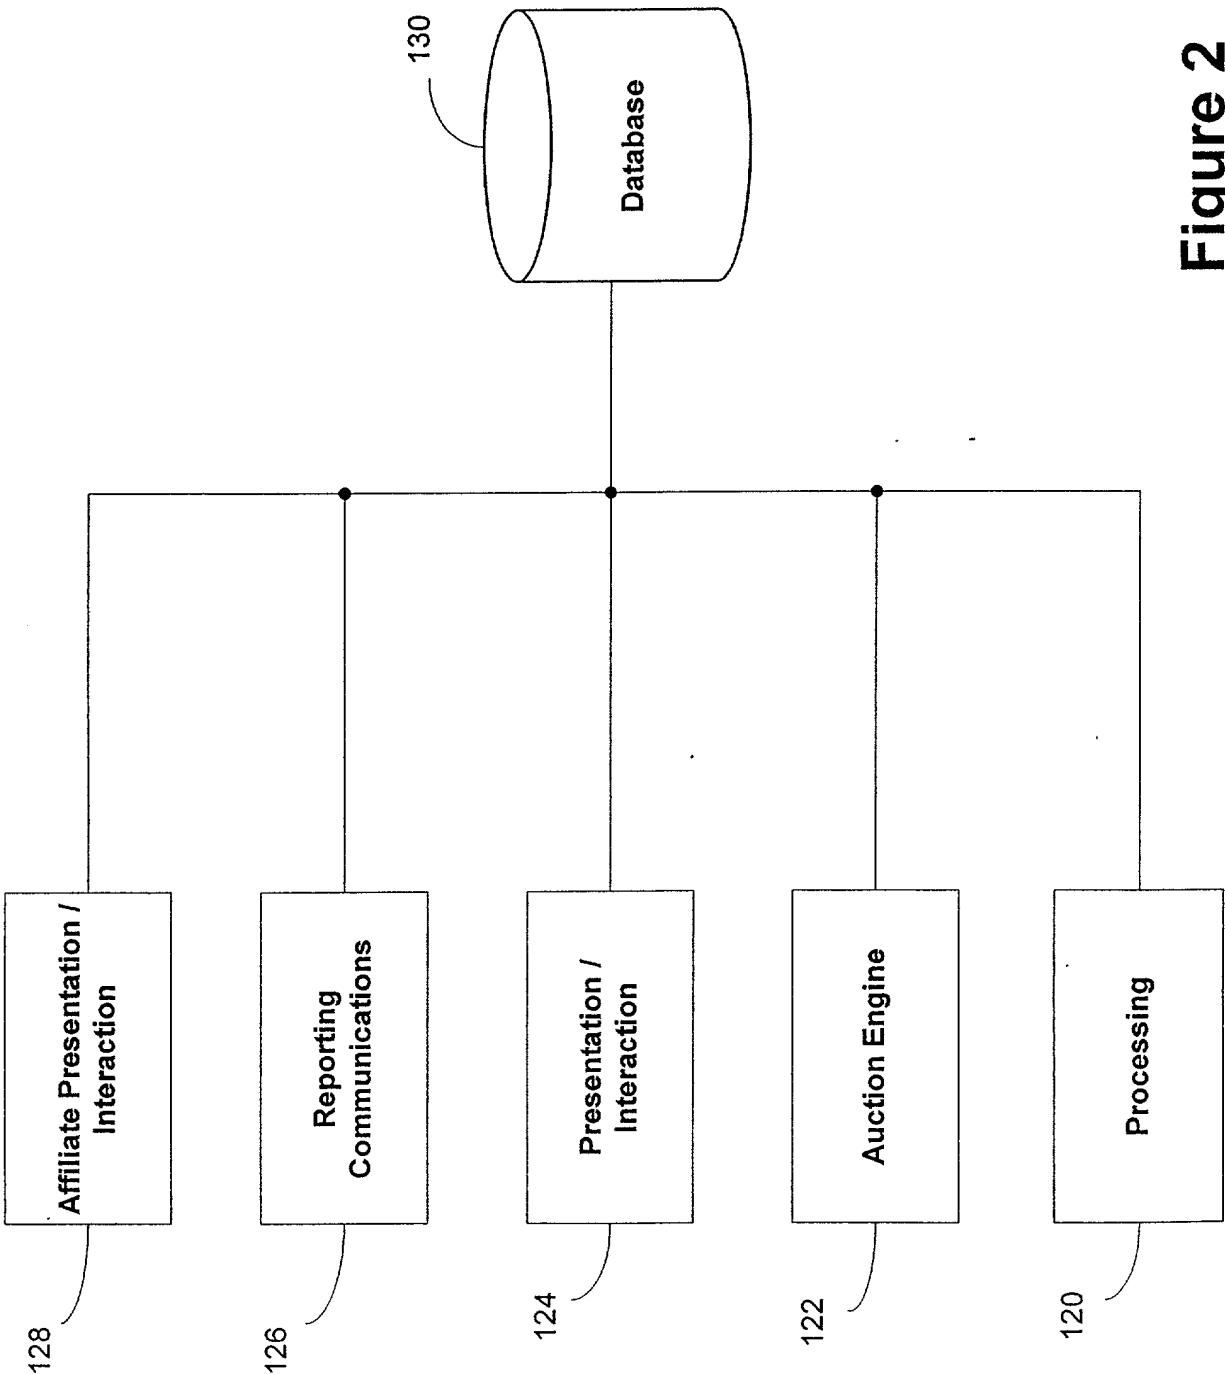 128
Affiliate Presentation /
Interaction
126
Reporting
Communications
124
Presentation /
Interaction
122
Auction Engine
120
Processing
130
Database
Figure 2